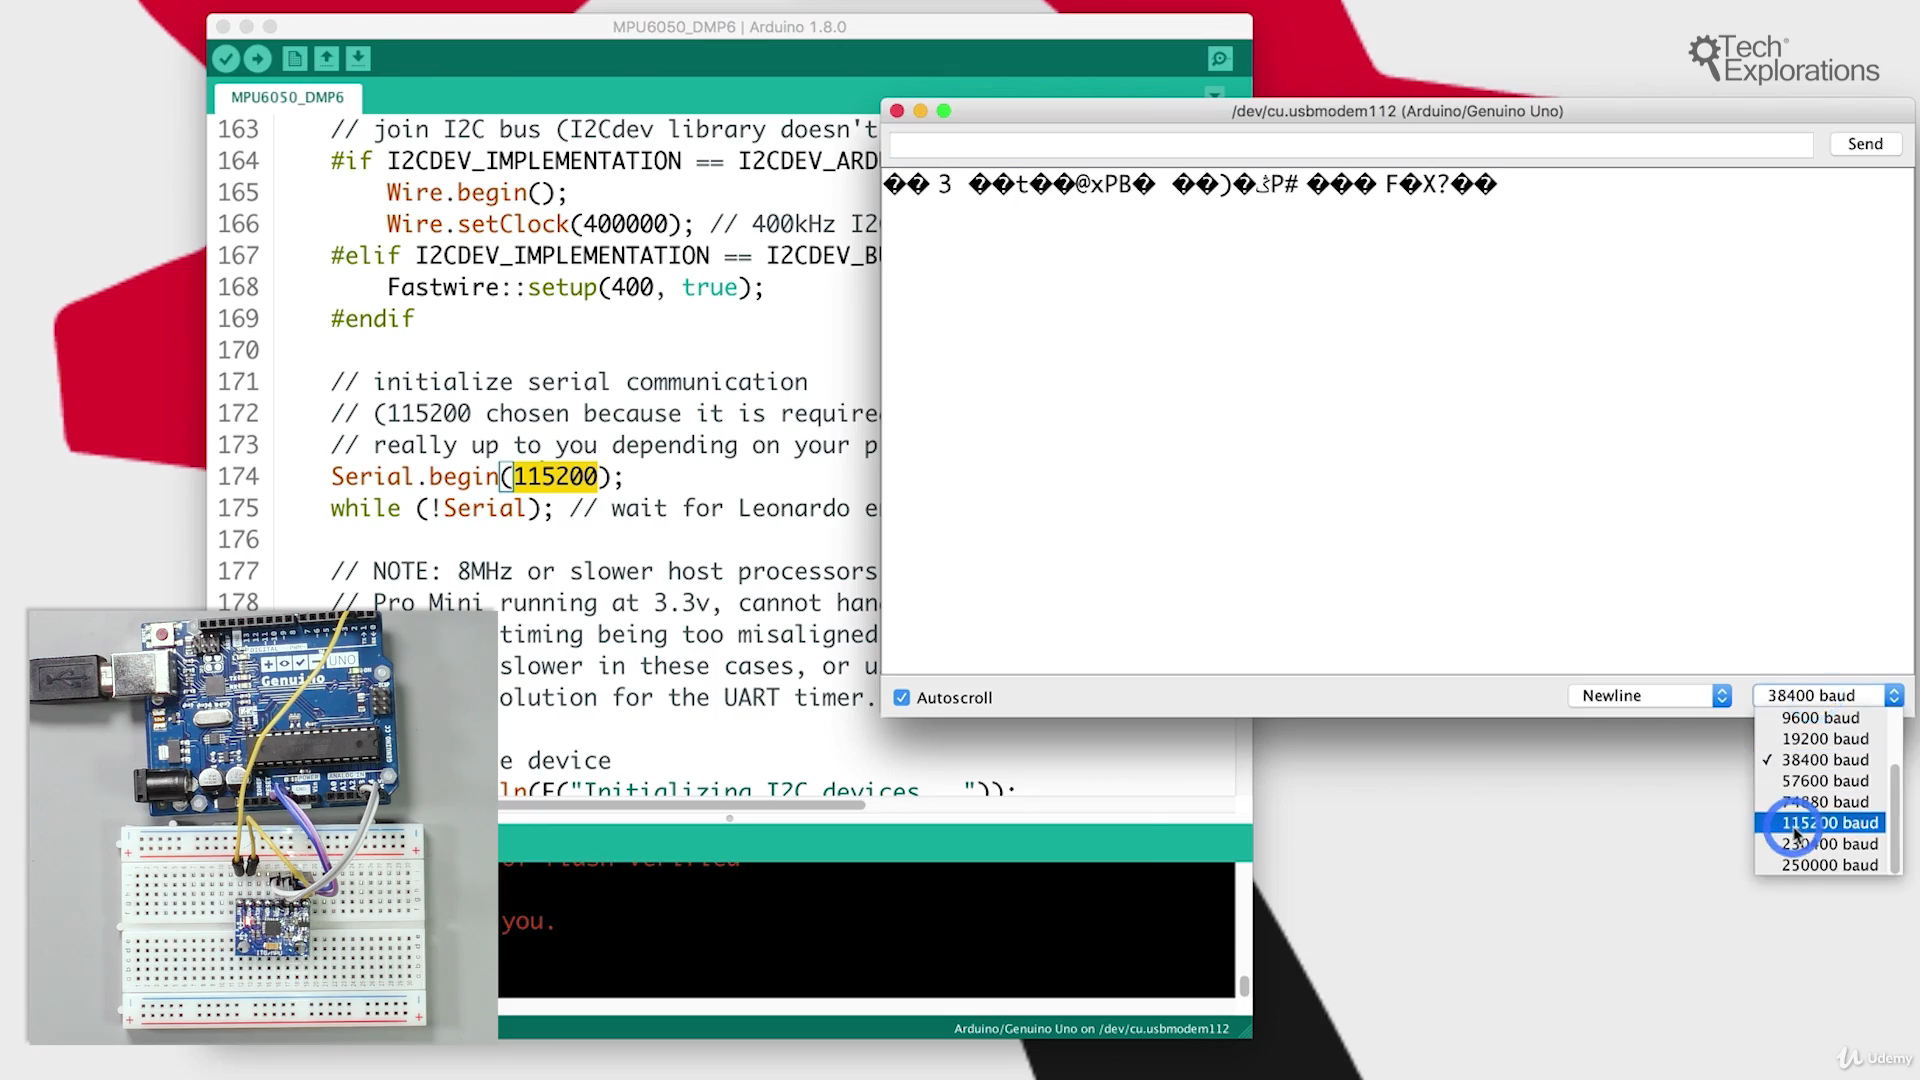 MPU6050_DMP6 | Arduino 1.8.0
Tech
Explorations
MPU6050_DMP6
163 // join I2C bus (I2Cdev library doesn't
164 #if I2CDEV_IMPLEMENTATION == I2CDEV_ARD
165 Wire.begin();
166 Wire.setClock(400000); // 400kHz I2
167 #elif I2CDEV_IMPLEMENTATION == I2CDEV_B
168 Fastwire::setup(400, true);
169 #endif
170
171 // initialize serial communication
172 // (115200 chosen because it is require
173 // really up to you depending on your p
174 Serial.begin(115200);
175 while (!Serial); // wait for Leonardo e
176
177 // NOTE: 8MHz or slower host processors
178 // Pro Mini running at 3.3v, cannot han
timing being too misaligned
slower in these cases, or u
olution for the UART timer.
e device
ln(F("Initializing I2C devices..."));
you.
Arduino/Genuino Uno on /dev/cu.usbmodem112
/dev/cu.usbmodem112 (Arduino/Genuino Uno)
Send
�� 3 ��t��@xPB� ��)�ݣP# ��� F�X?��
Autoscroll
Newline
38400 baud
9600 baud
19200 baud
✓ 38400 baud
57600 baud
74880 baud
115200 baud
230400 baud
250000 baud
UNO
Genuino
Udemy